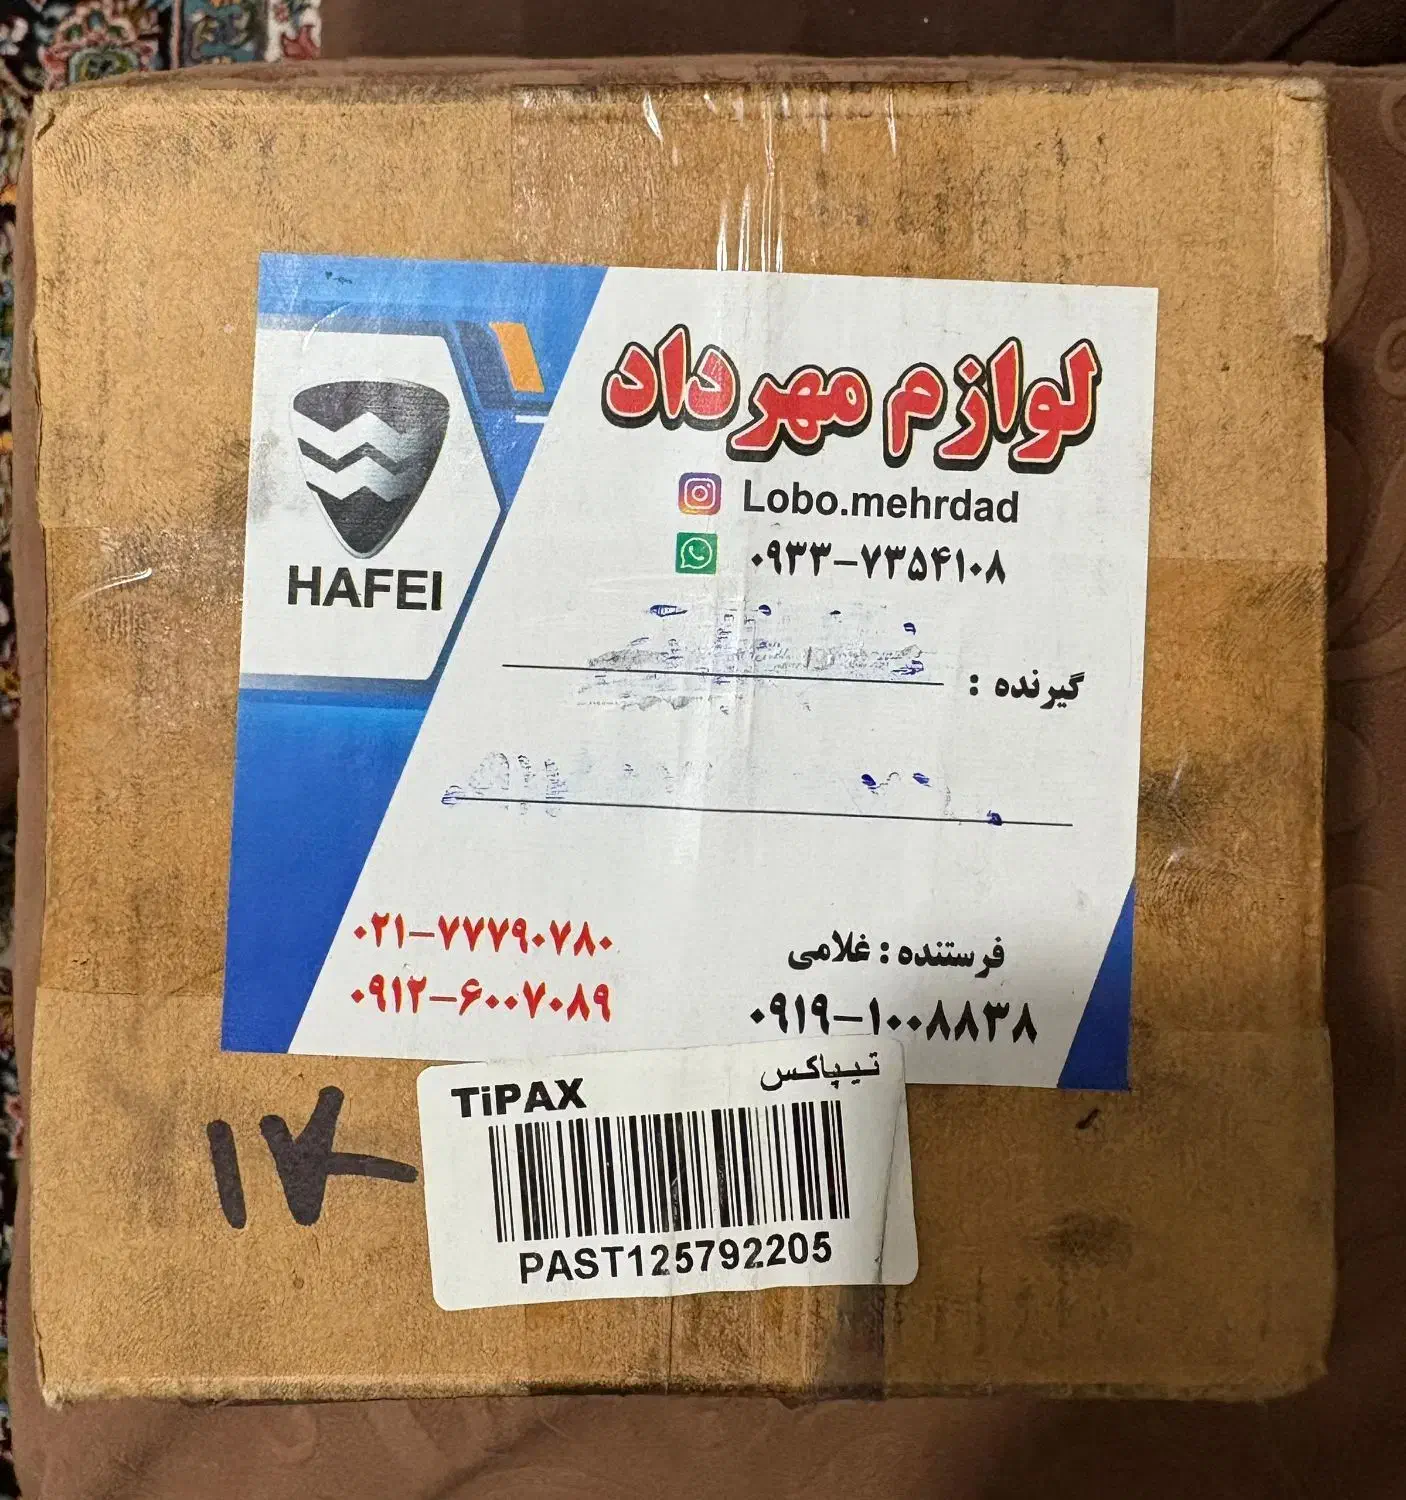 لوازم مهرداد
Lobo.mehrdad
۰۹۳۳-۷۳۵۴۱۰۸
HAFEI
گیرنده :
فرستنده : غلامی
۰۹۱۹-۱۰۰۸۸۳۸
۰۲۱-۷۷۷۹۰۷۸۰
۰۹۱۲-۶۰۰۷۰۸۹
TiPAX تیپاکس
PAST125792205
1K